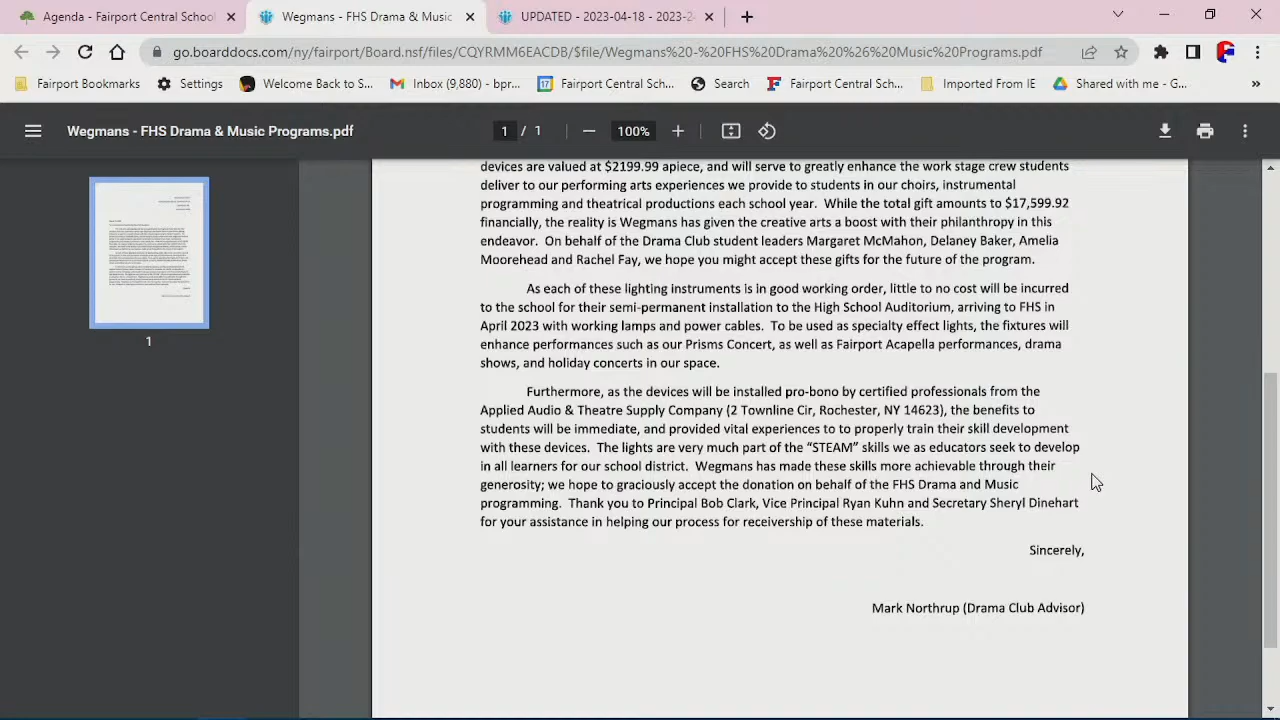 Agenda - Fairport Central School
Wegmans - FHS Drama & Music
UPDATED - 2023-04-18 - 2023-2
go.boarddocs.com/ny/fairport/Board.nsf/files/CQYRMM6ACDB/$file/Wegmans%20-%20FHS%20Drama%20%26%20Music%20Programs.pdf
Fairport Bookmarks
Settings
Welcome Back to S...
Inbox (9,880) - bpr...
17
Fairport Central Sch...
Search
Fairport Central Sch...
Imported From IE
Shared with me - G...
»
Wegmans - FHS Drama & Music Programs.pdf
1 / 1
100%
1
devices are valued at $2199.99 apiece, and will serve to greatly enhance the work stage crew students
deliver to our performing arts experiences we provide to students in our choirs, instrumental
programming and theatrical productions each school year. While the total gift amounts to $17,599.92
financially, the reality is Wegmans has given the creative arts a boost with their philanthropy in this
endeavor. On behalf of the Drama Club student leaders Margaret McMahon, Delaney Baker, Amelia
Moorehead and Rachel Fay, we hope you might accept these gifts for the future of the program.
As each of these lighting instruments is in good working order, little to no cost will be incurred
to the school for their semi-permanent installation to the High School Auditorium, arriving to FHS in
April 2023 with working lamps and power cables. To be used as specialty effect lights, the fixtures will
enhance performances such as our Prisms Concert, as well as Fairport Acapella performances, drama
shows, and holiday concerts in our space.
Furthermore, as the devices will be installed pro-bono by certified professionals from the
Applied Audio & Theatre Supply Company (2 Townline Cir, Rochester, NY 14623), the benefits to
students will be immediate, and provided vital experiences to to properly train their skill development
with these devices. The lights are very much part of the “STEAM” skills we as educators seek to develop
in all learners for our school district. Wegmans has made these skills more achievable through their
generosity; we hope to graciously accept the donation on behalf of the FHS Drama and Music
programming. Thank you to Principal Bob Clark, Vice Principal Ryan Kuhn and Secretary Sheryl Dinehart
for your assistance in helping our process for receivership of these materials.
Sincerely,
Mark Northrup (Drama Club Advisor)